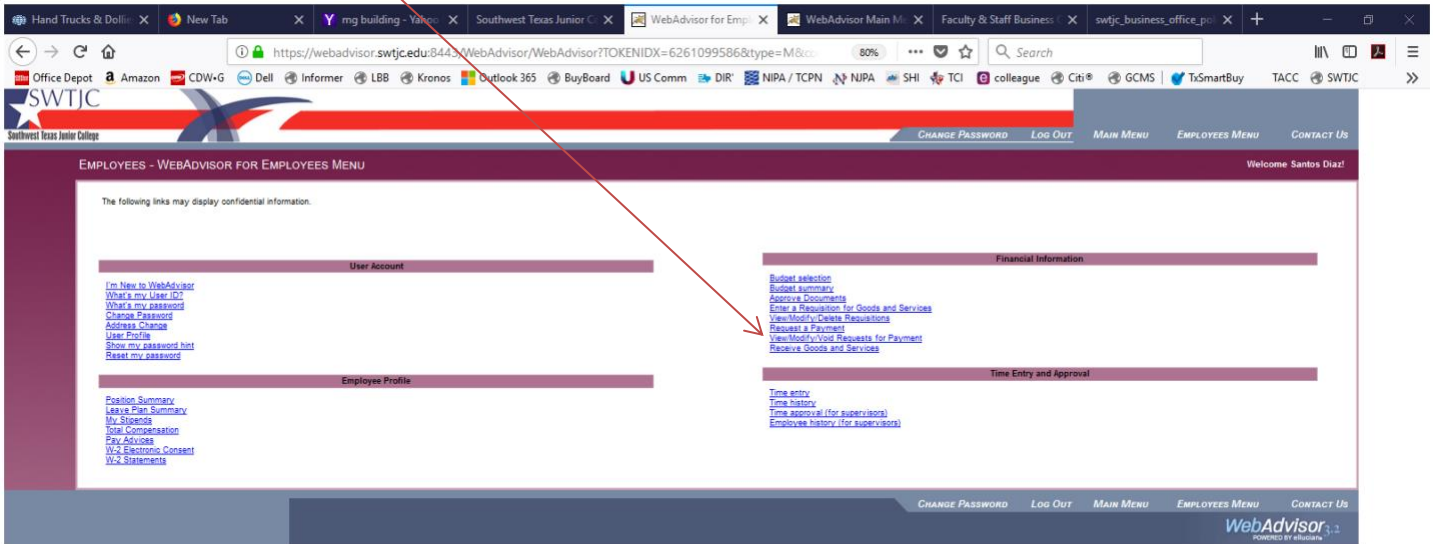 Hand Trucks & Dollie
New Tab
mg building - Yahoo
Southwest Texas Junior C
WebAdvisor for Empl
WebAdvisor Main Me
Faculty & Staff Business
swtjc_business_office_pol
https://webadvisor.swtjc.edu:8443/WebAdvisor/WebAdvisor?TOKENIDX=6261099586&type=M&co
80%
Search
Office Depot Amazon CDW•G Dell Informer LBB Kronos Outlook 365 BuyBoard US Comm DIR' NIPA / TCPN NJPA SHI TCI colleague Citi® GCMS TxSmartBuy TACC SWTJC
SWTJC
Southwest Texas Junior College
CHANGE PASSWORD LOG OUT MAIN MENU EMPLOYEES MENU CONTACT US
EMPLOYEES - WEBADVISOR FOR EMPLOYEES MENU
Welcome Santos Diaz!
The following links may display confidential information.
User Account
I'm New to WebAdvisor
What's my User ID?
What's my password
Change Password
Address Change
User Profile
Show my password hint
Reset my password
Employee Profile
Position Summary
Leave Plan Summary
My Stipends
Total Compensation
Pay Advices
W-2 Electronic Consent
W-2 Statements
Financial Information
Budget selection
Budget summary
Approve Documents
Enter a Requisition for Goods and Services
View/Modify/Delete Requisitions
Request a Payment
View/Modify/Void Requests for Payment
Receive Goods and Services
Time Entry and Approval
Time entry
Time history
Time approval (for supervisors)
Employee history (for supervisors)
CHANGE PASSWORD LOG OUT MAIN MENU EMPLOYEES MENU CONTACT US
WebAdvisor 3.2
POWERED BY ellucian